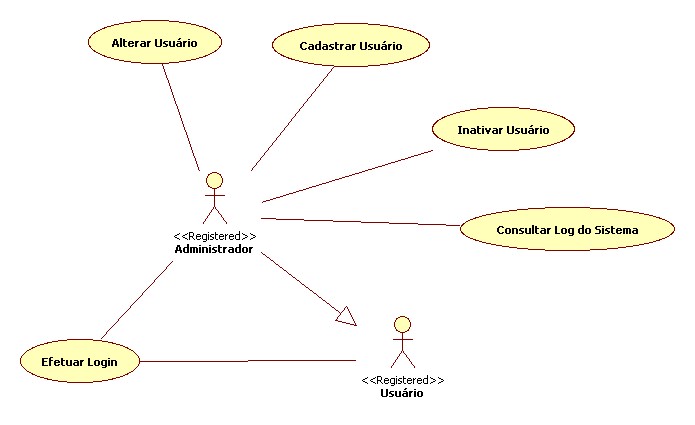 Alterar Usuário
Cadastrar Usuário
Inativar Usuário
<<Registered>>
Administrador
Consultar Log do Sistema
Efetuar Login
<<Registered>>
Usuário